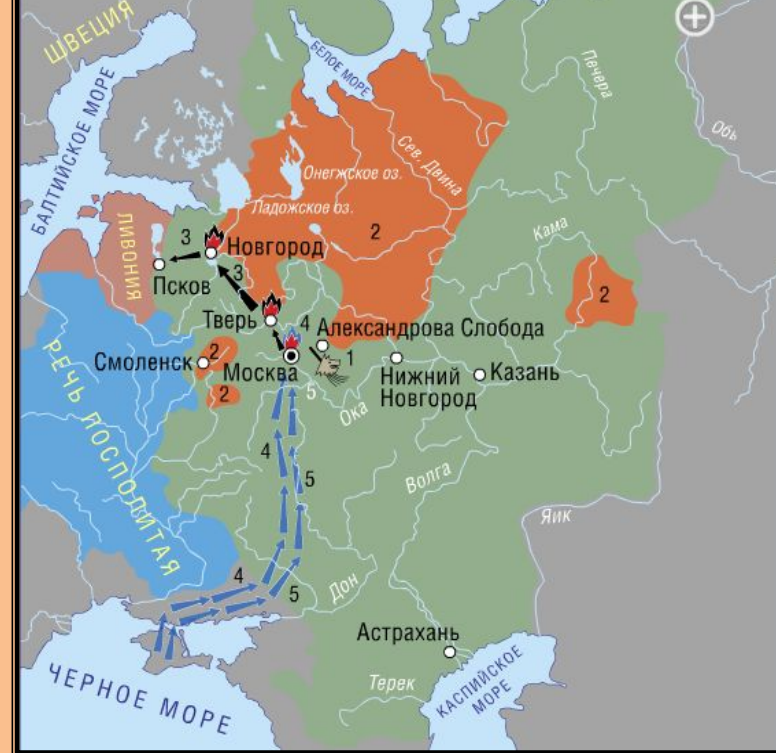 ШВЕЦИЯ
БЕЛОЕ МОРЕ
Печера
Обь
БАЛТИЙСКОЕ МОРЕ
Сев. Двина
Онегжское оз.
Ладожское оз.
2
Кама
ЛИВОНИЯ
3
Новгород
3
Псков
2
Тверь
4
Александрова Слобода
1
Смоленск
2
Москва
2
5
Нижний
Новгород
Казань
Ока
РЕЧЬ ПОСПОЛИТАЯ
4
5
Волга
Яик
4
5
Дон
Астрахань
Терек
ЧЕРНОЕ МОРЕ
КАСПИЙСКОЕ
МОРЕ